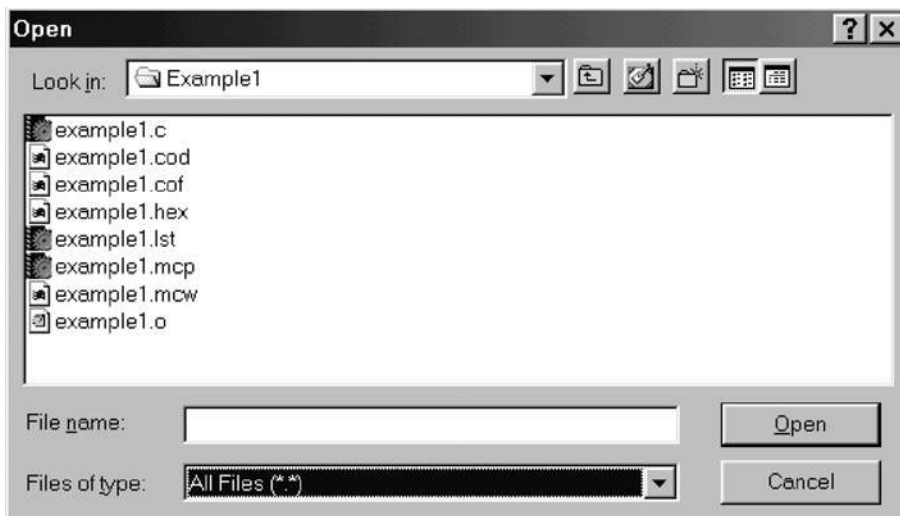 Open
Look in: Example1
example1.c
example1.cod
example1.cof
example1.hex
example1.lst
example1.mcp
example1.mcw
example1.o
File name: Open
Files of type: All Files (*.*) Cancel